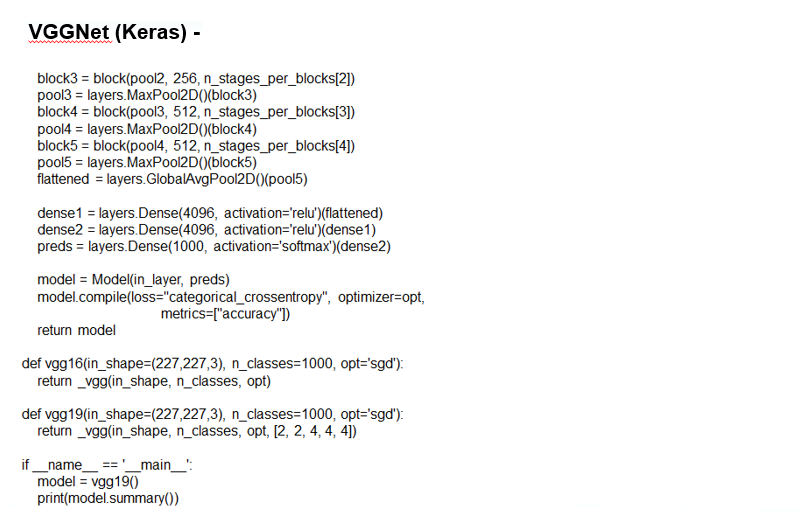 VGGNet (Keras) -
block3 = block(pool2, 256, n_stages_per_blocks[2])
pool3 = layers.MaxPool2D()(block3)
block4 = block(pool3, 512, n_stages_per_blocks[3])
pool4 = layers.MaxPool2D()(block4)
block5 = block(pool4, 512, n_stages_per_blocks[4])
pool5 = layers.MaxPool2D()(block5)
flattened = layers.GlobalAvgPool2D()(pool5)
dense1 = layers.Dense(4096, activation='relu')(flattened)
dense2 = layers.Dense(4096, activation='relu')(dense1)
preds = layers.Dense(1000, activation='softmax')(dense2)
model = Model(in_layer, preds)
model.compile(loss="categorical_crossentropy", optimizer=opt,
metrics=["accuracy"])
return model
def vgg16(in_shape=(227,227,3), n_classes=1000, opt='sgd'):
return _vgg(in_shape, n_classes, opt)
def vgg19(in_shape=(227,227,3), n_classes=1000, opt='sgd'):
return _vgg(in_shape, n_classes, opt, [2, 2, 4, 4, 4])
if __name__ == '__main__':
model = vgg19()
print(model.summary())